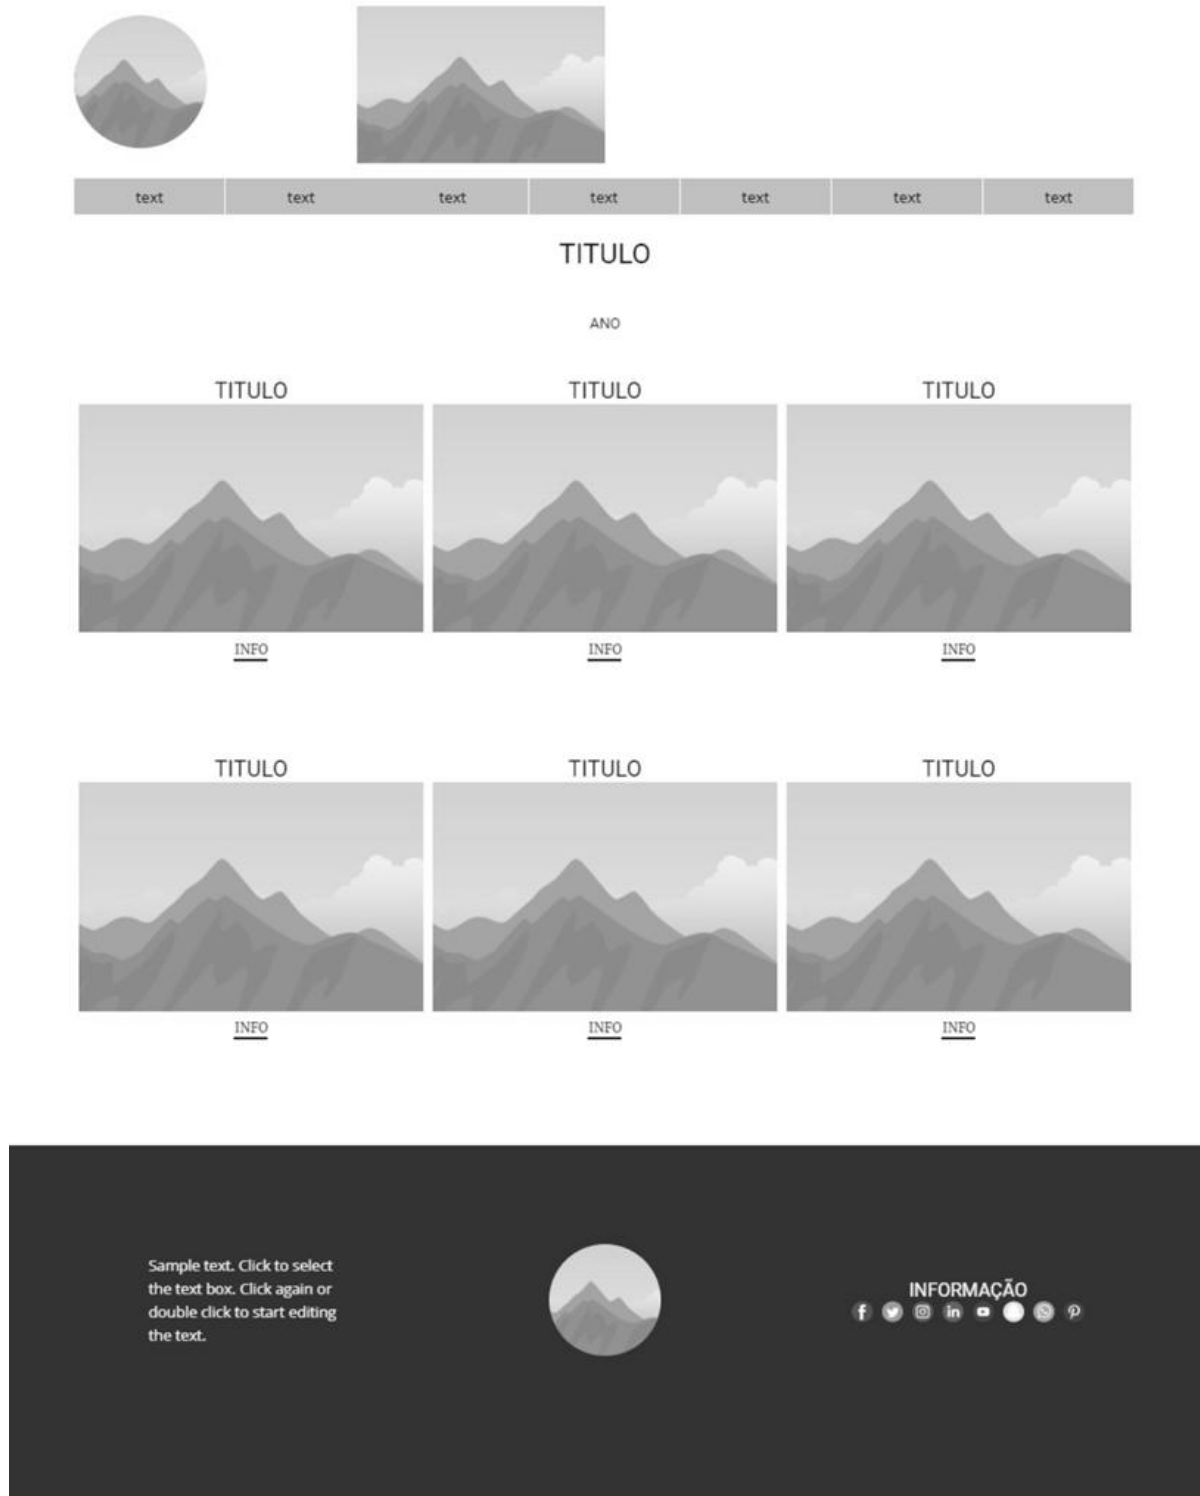 text text text text text text text
TITULO
ANO
TITULO TITULO TITULO
INFO INFO INFO
TITULO TITULO TITULO
INFO INFO INFO
Sample text. Click to select
the text box. Click again or
double click to start editing
the text.
INFORMAÇÃO